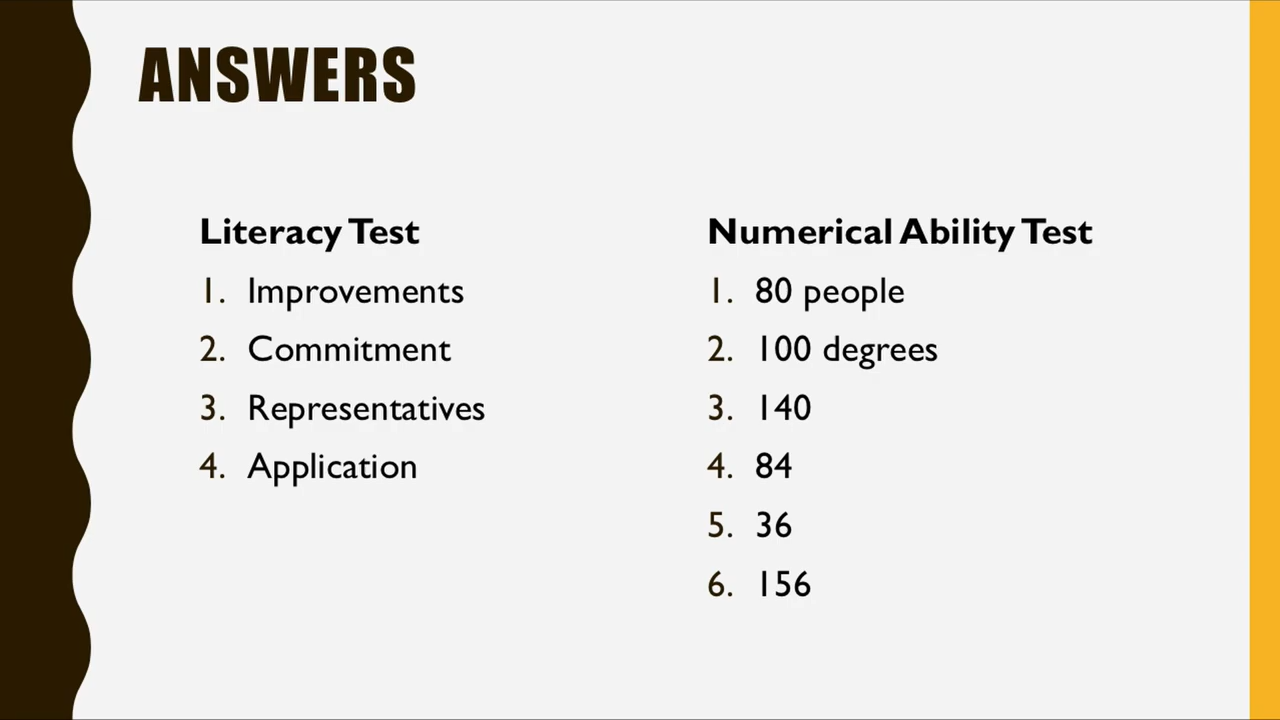 ANSWERS
Literacy Test
1. Improvements
2. Commitment
3. Representatives
4. Application
Numerical Ability Test
1. 80 people
2. 100 degrees
3. 140
4. 84
5. 36
6. 156